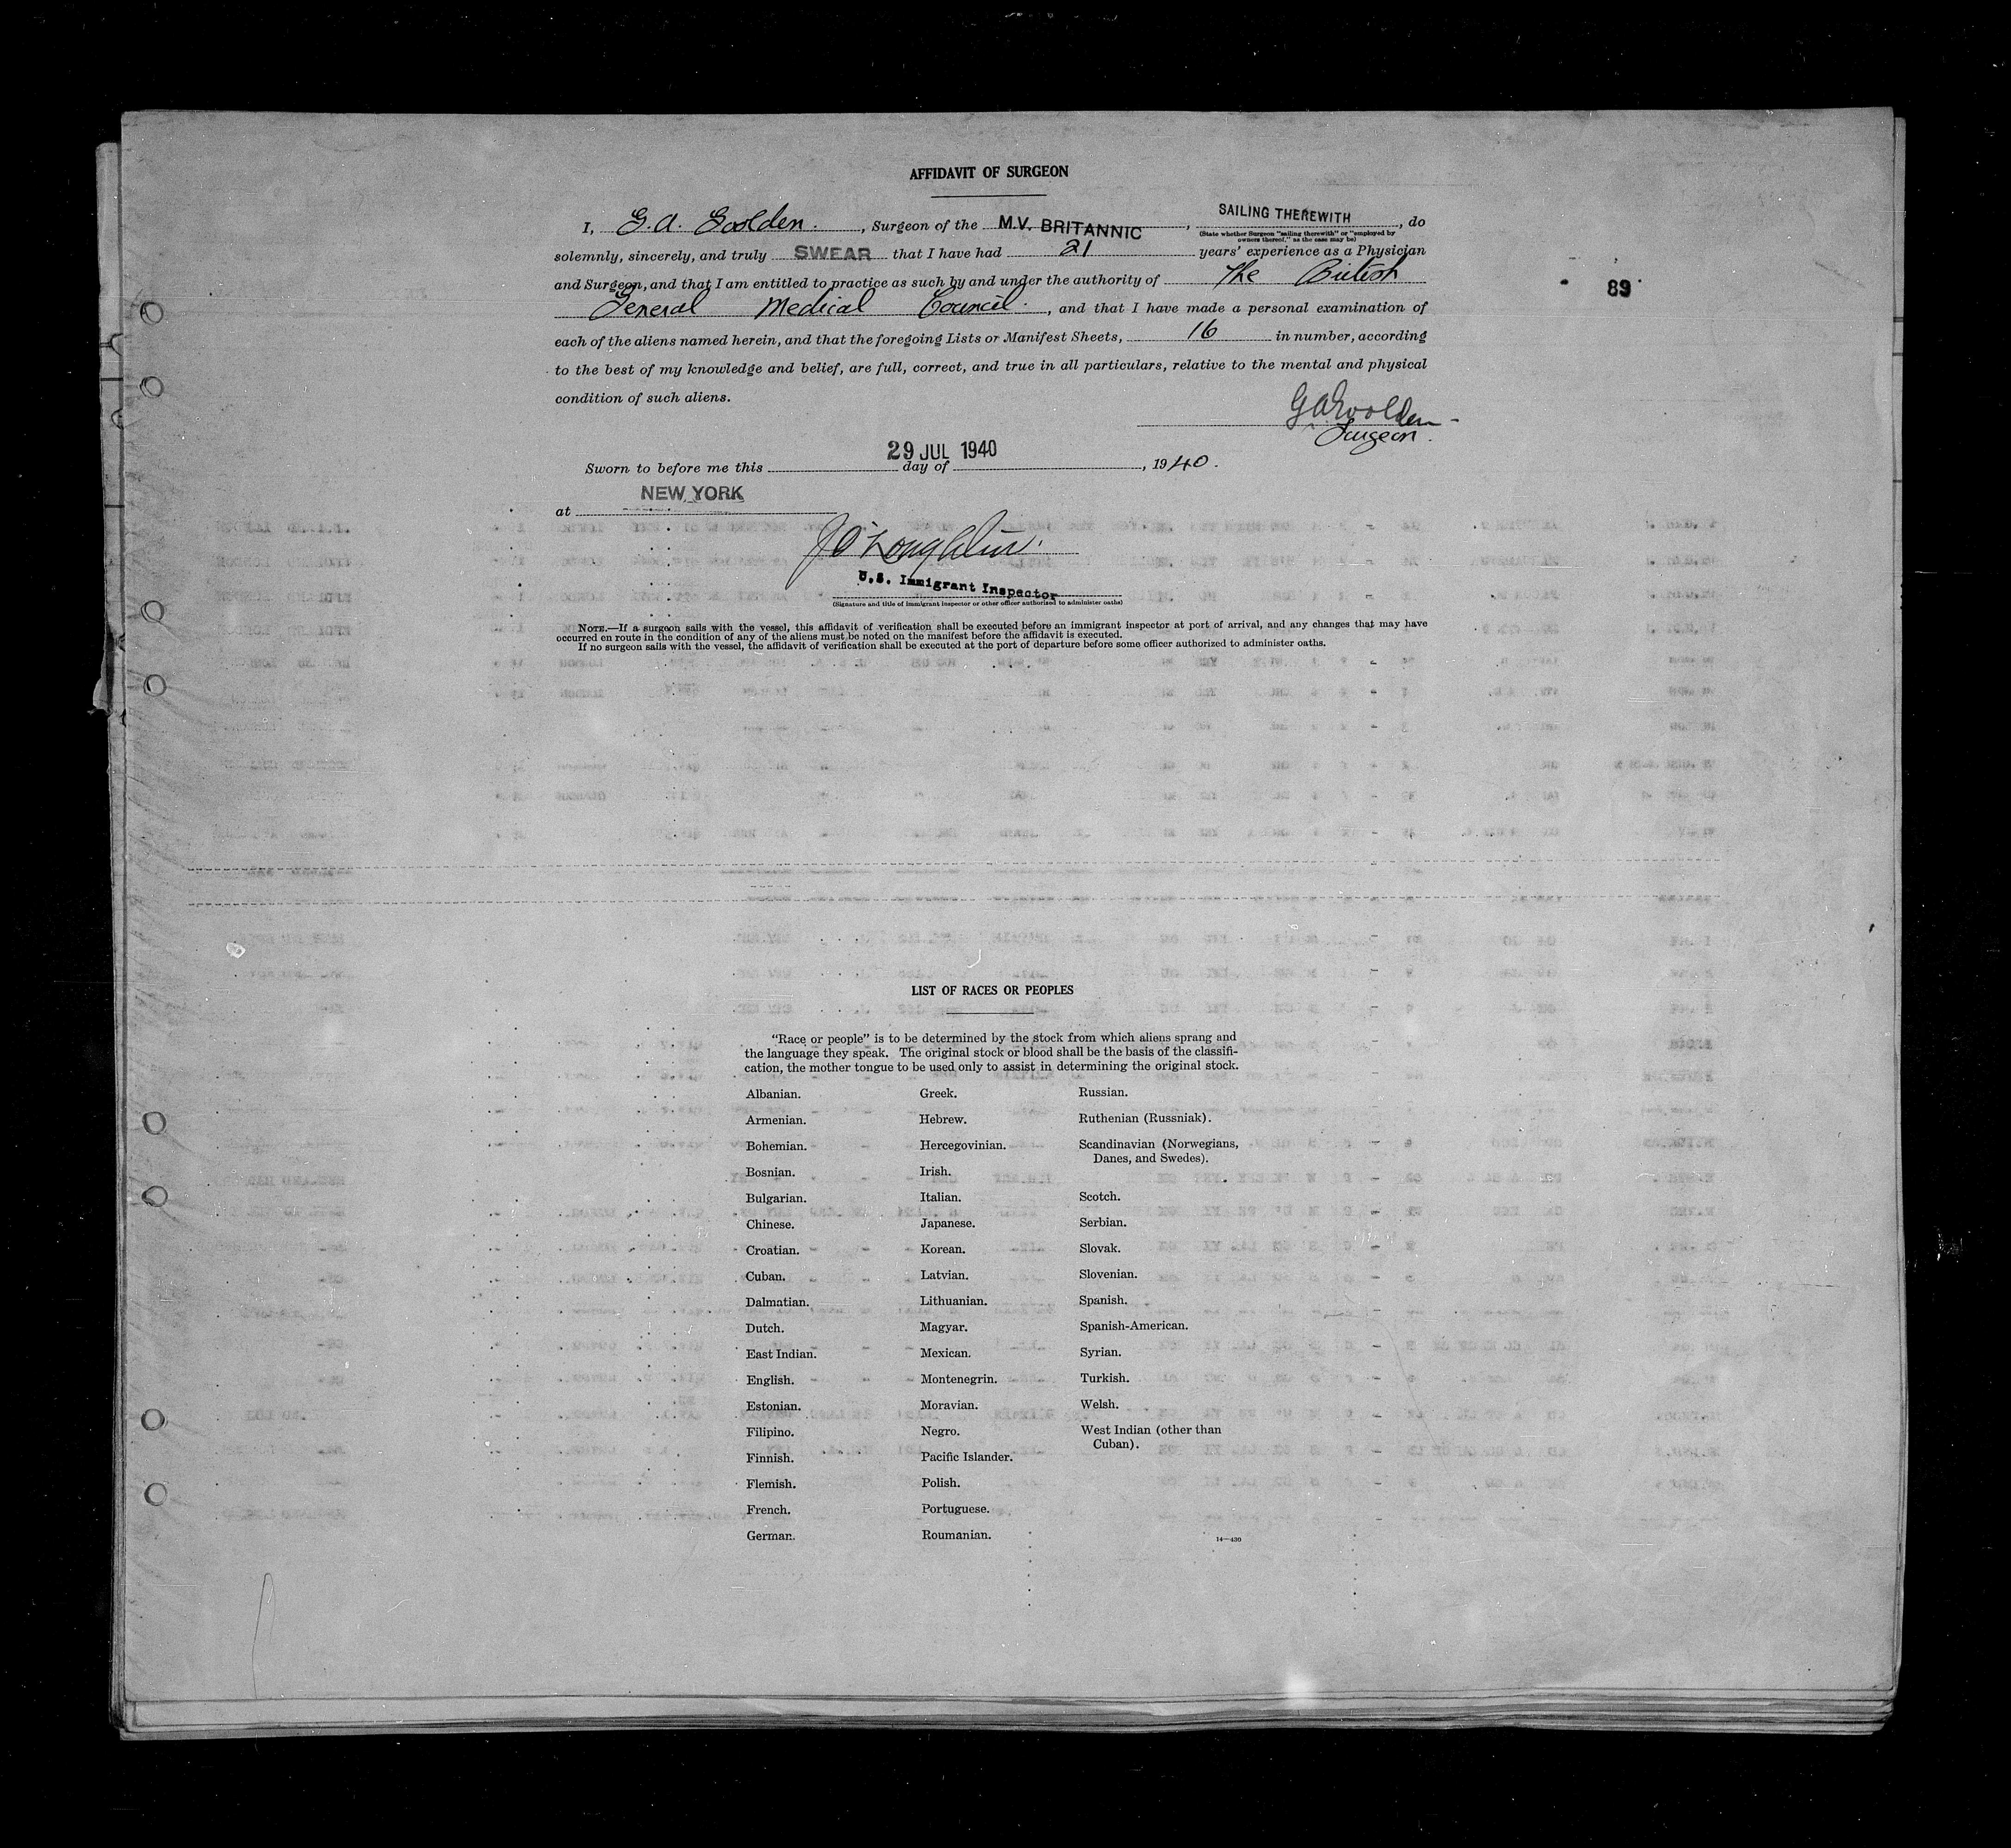 AFFIDAVIT OF SURGEON
I, G.A. Goolden., Surgeon of the M.V. BRITANNIC, SAILING THEREWITH, do
(State whether Surgeon "sailing therewith" or "employed by
owners thereof," as the case may be)
solemnly, sincerely, and truly SWEAR that I have had 21 years' experience as a Physician
and Surgeon, and that I am entitled to practice as such by and under the authority of The British
General Medical Council., and that I have made a personal examination of
each of the aliens named herein, and that the foregoing Lists or Manifest Sheets, 16 in number, according
to the best of my knowledge and belief, are full, correct, and true in all particulars, relative to the mental and physical
condition of such aliens.
89
G A Goolden
Surgeon.
29 JUL 1940
Sworn to before me this day of , 1940.
NEW YORK
at
J O'Loughlin.
U.S. Immigrant Inspector
(Signature and title of immigrant inspector or other officer authorized to administer oaths)
NOTE.—If a surgeon sails with the vessel, this affidavit of verification shall be executed before an immigrant inspector at port of arrival, and any changes that may have
occurred en route in the condition of any of the aliens must be noted on the manifest before the affidavit is executed.
If no surgeon sails with the vessel, the affidavit of verification shall be executed at the port of departure before some officer authorized to administer oaths.
LIST OF RACES OR PEOPLES
"Race or people" is to be determined by the stock from which aliens sprang and
the language they speak. The original stock or blood shall be the basis of the classifi-
cation, the mother tongue to be used only to assist in determining the original stock.
Albanian.
Armenian.
Bohemian.
Bosnian.
Bulgarian.
Chinese.
Croatian.
Cuban.
Dalmatian.
Dutch.
East Indian.
English.
Estonian.
Filipino.
Finnish.
Flemish.
French.
German.
Greek.
Hebrew.
Hercegovinian.
Irish.
Italian.
Japanese.
Korean.
Latvian.
Lithuanian.
Magyar.
Mexican.
Montenegrin.
Moravian.
Negro.
Pacific Islander.
Polish.
Portuguese.
Roumanian.
Russian.
Ruthenian (Russniak).
Scandinavian (Norwegians,
Danes, and Swedes).
Scotch.
Serbian.
Slovak.
Slovenian.
Spanish.
Spanish-American.
Syrian.
Turkish.
Welsh.
West Indian (other than
Cuban).
14—430